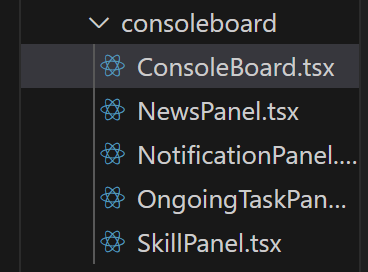 consoleboard
ConsoleBoard.tsx
NewsPanel.tsx
NotificationPanel....
OngoingTaskPan...
SkillPanel.tsx